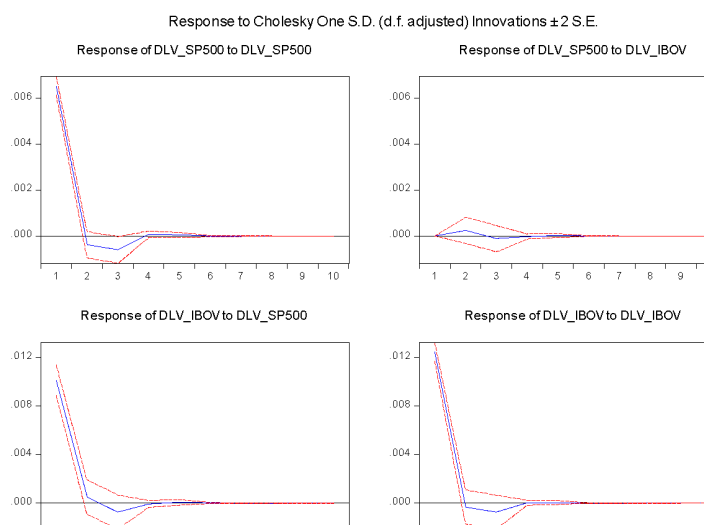 Response to Cholesky One S.D. (d.f. adjusted) Innovations ± 2 S.E.
Response of DLV_SP500 to DLV_SP500
Response of DLV_SP500 to DLV_IBOV
.006
.004
.002
.000
1 2 3 4 5 6 7 8 9 10
.006
.004
.002
.000
1 2 3 4 5 6 7 8 9
Response of DLV_IBOV to DLV_SP500
Response of DLV_IBOV to DLV_IBOV
.012
.008
.004
.000
.012
.008
.004
.000